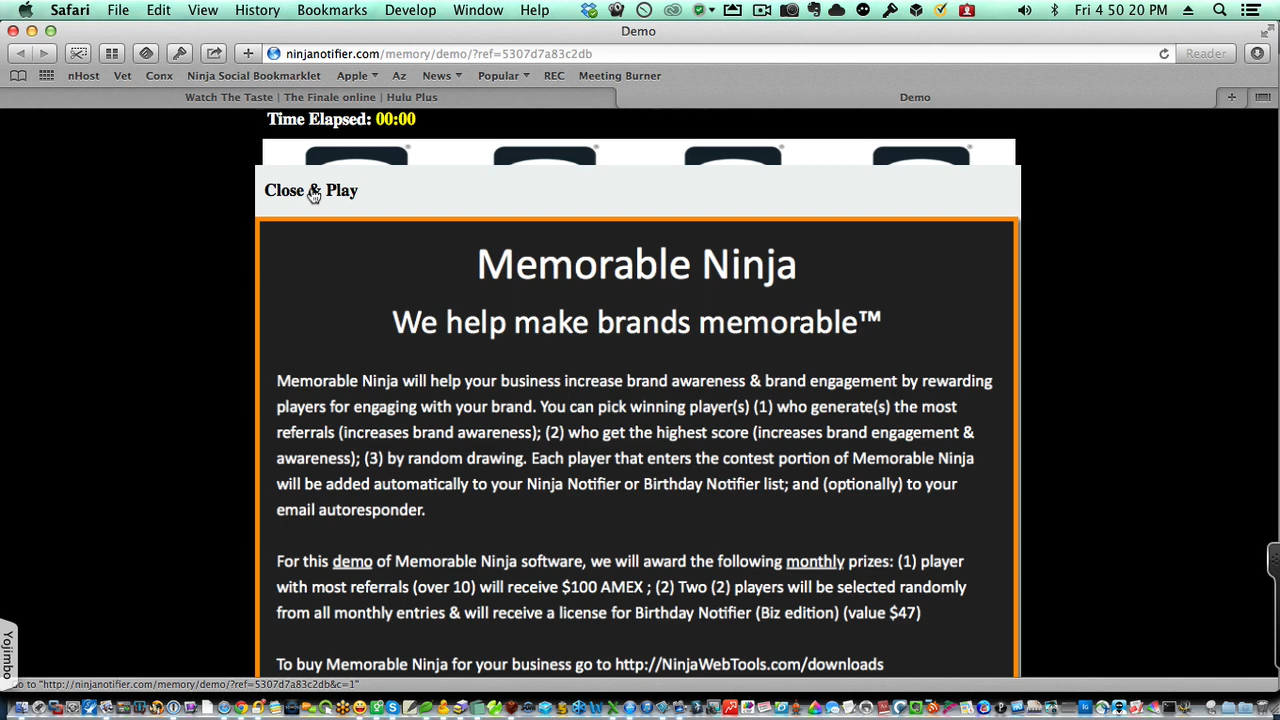 Safari File Edit View History Bookmarks Develop Window Help Fri 4 50 20 PM
Demo
ninjanotifier.com/memory/demo/?ref=5307d7a83c2db Reader
nHost Vet Conx Ninja Social Bookmarklet Apple Az News Popular REC Meeting Burner
Watch The Taste | The Finale online | Hulu Plus Demo
Time Elapsed: 00:00
Close & Play
Memorable Ninja
We help make brands memorable™
Memorable Ninja will help your business increase brand awareness & brand engagement by rewarding
players for engaging with your brand. You can pick winning player(s) (1) who generate(s) the most
referrals (increases brand awareness); (2) who get the highest score (increases brand engagement &
awareness); (3) by random drawing. Each player that enters the contest portion of Memorable Ninja
will be added automatically to your Ninja Notifier or Birthday Notifier list; and (optionally) to your
email autoresponder.
For this demo of Memorable Ninja software, we will award the following monthly prizes: (1) player
with most referrals (over 10) will receive $100 AMEX ; (2) Two (2) players will be selected randomly
from all monthly entries & will receive a license for Birthday Notifier (Biz edition) (value $47)
To buy Memorable Ninja for your business go to http://NinjaWebTools.com/downloads
Yojimbo
Go to "http://ninjanotifier.com/memory/demo/?ref=5307d7a83c2db&c=1"